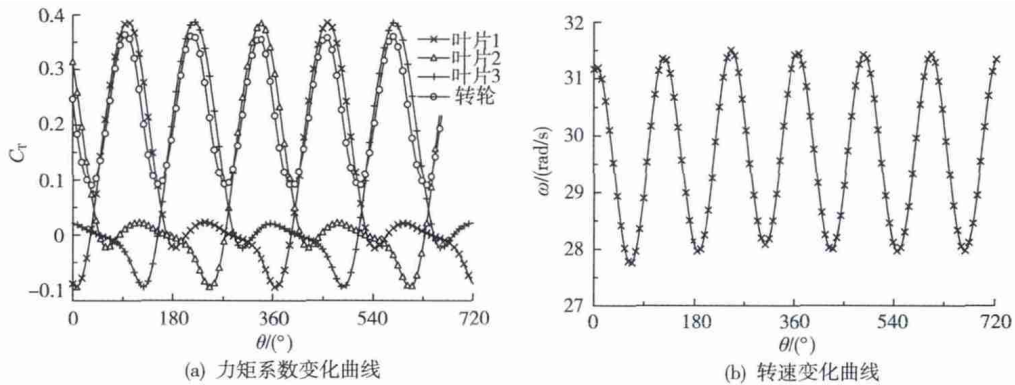 0.4
0.3
0.2
0.1
0
-0.1
C_T
叶片1
叶片2
叶片3
转轮
0 180 360 540 720
θ/(°)
(a) 力矩系数变化曲线
32
31
30
29
28
27
ω/(rad/s)
0 180 360 540 720
θ/(°)
(b) 转速变化曲线